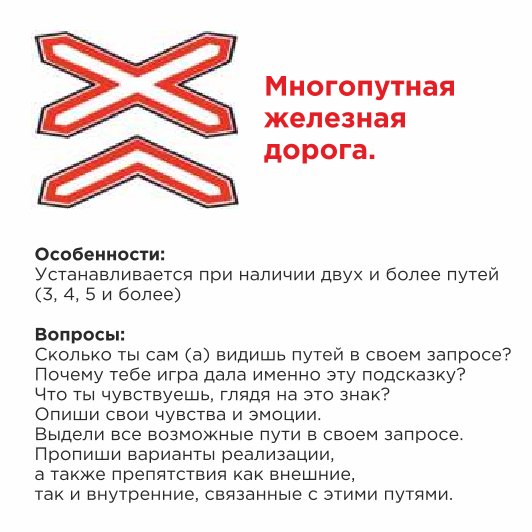 Многопутная
железная
дорога.
Особенности:
Устанавливается при наличии двух и более путей
(3, 4, 5 и более)
Вопросы:
Сколько ты сам (а) видишь путей в своем запросе?
Почему тебе игра дала именно эту подсказку?
Что ты чувствуешь, глядя на это знак?
Опиши свои чувства и эмоции.
Выдели все возможные пути в своем запросе.
Пропиши варианты реализации,
а также препятствия как внешние,
так и внутренние, связанные с этими путями.